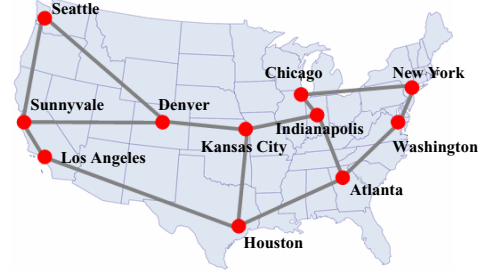 Seattle
Chicago
New York
Sunnyvale
Denver
Indianapolis
Kansas City
Washington
Los Angeles
Atlanta
Houston